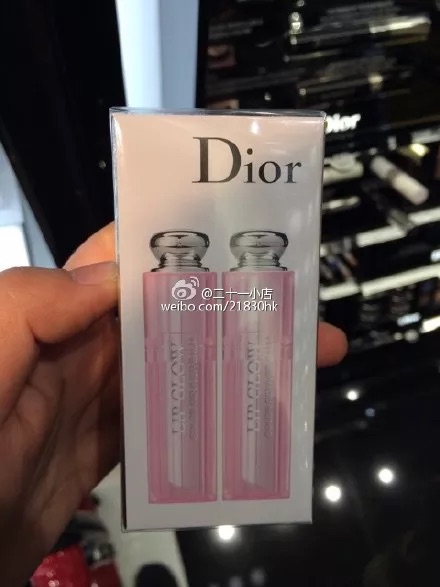 Dior
Dior
@二十一小店
weibo.com/21830hk
LIP GLOW
LIP GLOW